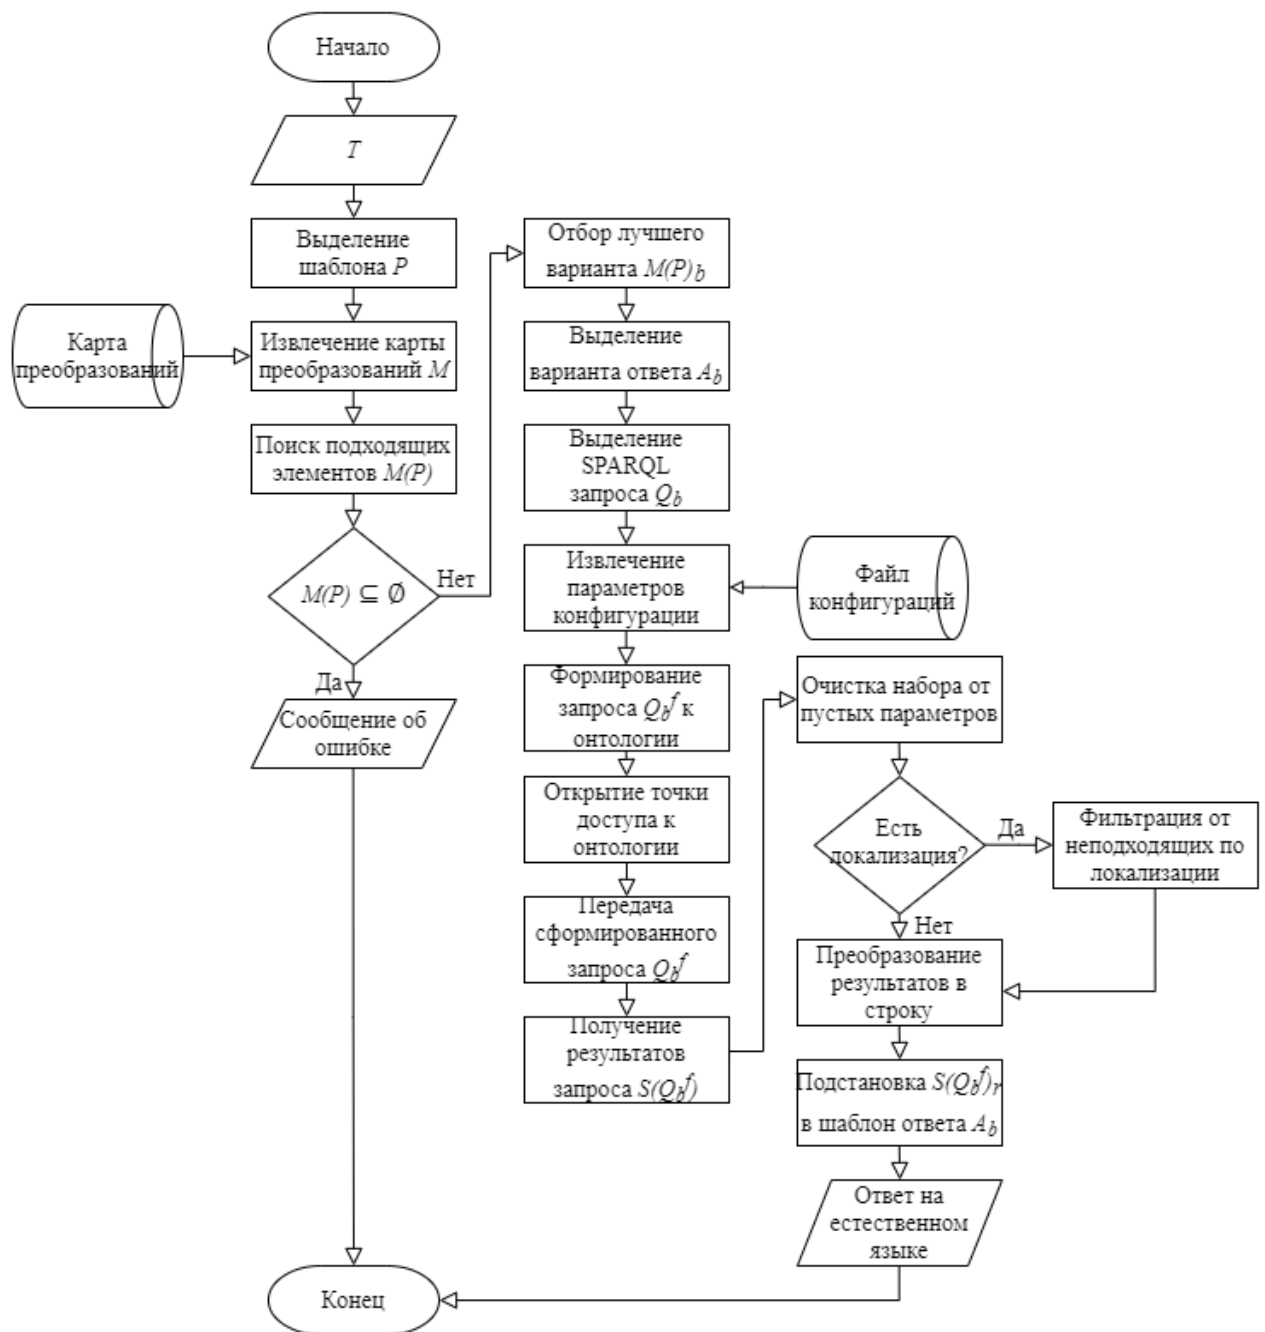 Начало
T
Выделение
шаблона P
Карта
преобразований
Извлечение карты
преобразований M
Поиск подходящих
элементов M(P)
M(P) ⊆ ∅
Нет
Да
Сообщение об
ошибке
Отбор лучшего
варианта M(P)b
Выделение
варианта ответа Ab
Выделение
SPARQL
запроса Qb
Извлечение
параметров
конфигурации
Файл
конфигураций
Формирование
запроса Qbf к
онтологии
Открытие точки
доступа к
онтологии
Передача
сформированного
запроса Qbf
Получение
результатов
запроса S(Qbf)
Очистка набора от
пустых параметров
Есть
локализация?
Да
Фильтрация от
неподходящих по
локализации
Нет
Преобразование
результатов в
строку
Подстановка S(Qbf)r
в шаблон ответа Ab
Ответ на
естественном
языке
Конец